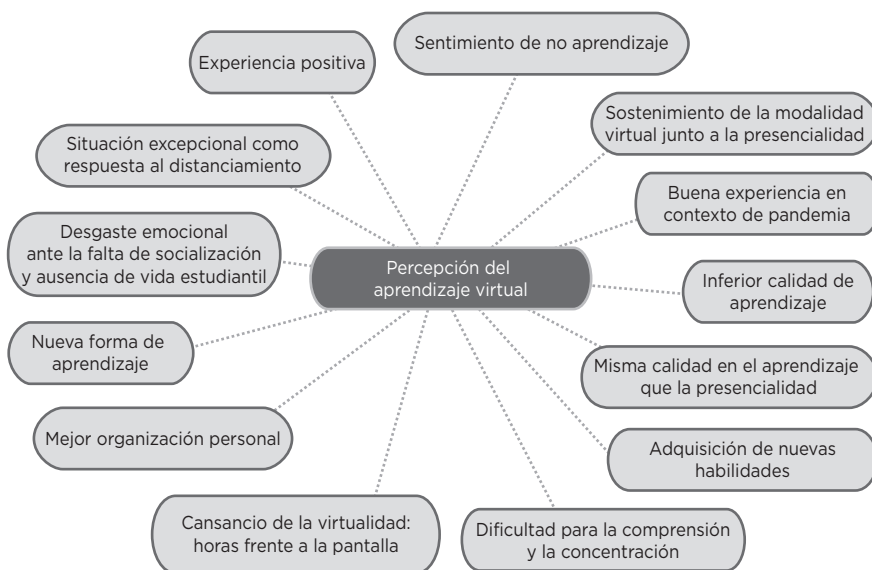 Sentimiento de no aprendizaje
Experiencia positiva
Sostenimiento de la modalidad
virtual junto a la presencialidad
Situación excepcional como
respuesta al distanciamiento
Buena experiencia en
contexto de pandemia
Desgaste emocional
ante la falta de socialización
y ausencia de vida estudiantil
Percepción del
aprendizaje virtual
Inferior calidad de
aprendizaje
Nueva forma de
aprendizaje
Misma calidad en el aprendizaje
que la presencialidad
Mejor organización personal
Adquisición de nuevas
habilidades
Cansancio de la virtualidad:
horas frente a la pantalla
Dificultad para la comprensión
y la concentración